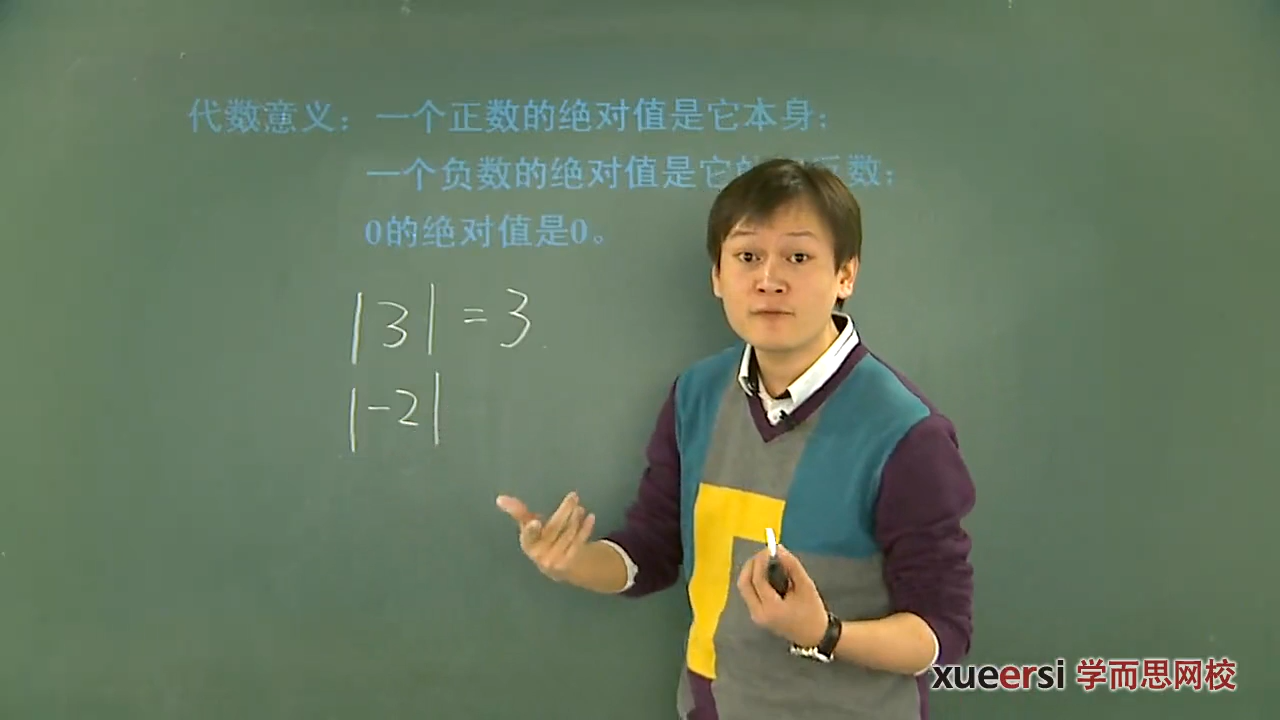 代数意义：一个正数的绝对值是它本身；
一个负数的绝对值是它的 反数；
0的绝对值是0。
|3| = 3
|-2|
xueersi 学而思网校